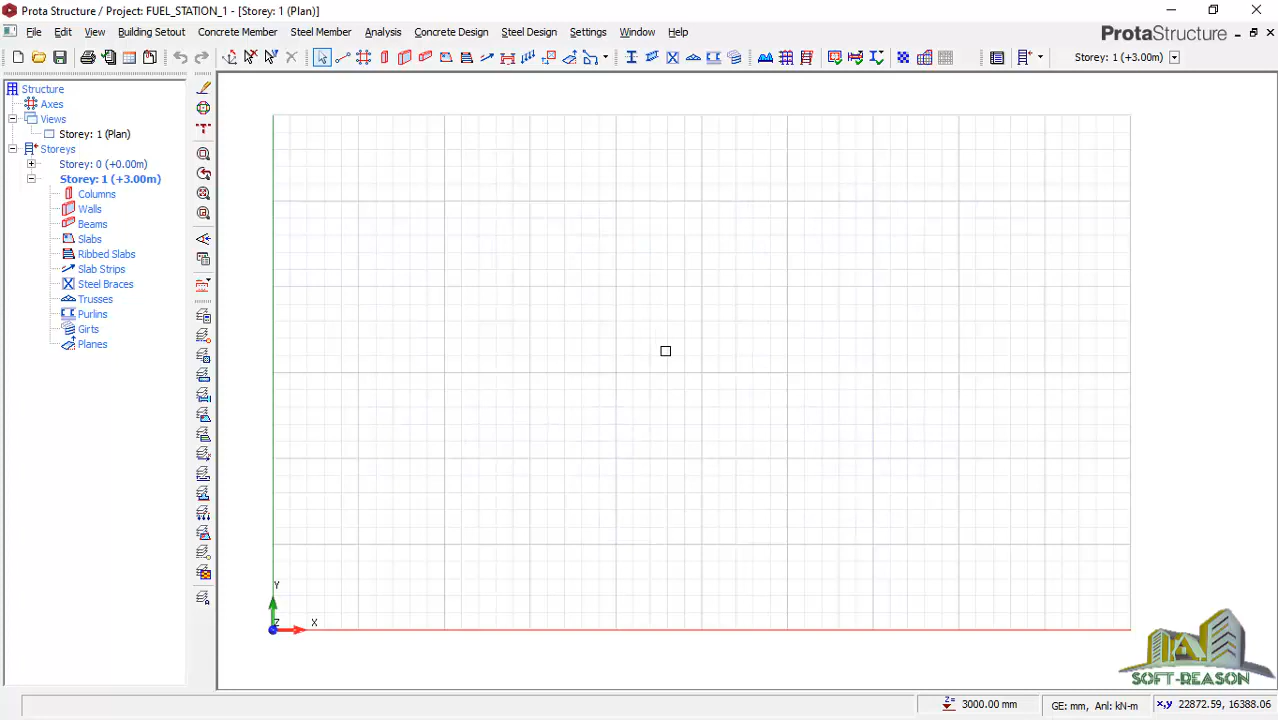 Prota Structure / Project: FUEL_STATION_1 - [Storey: 1 (Plan)]
File Edit View Building Setout Concrete Member Steel Member Analysis Concrete Design Steel Design Settings Window Help
ProtaStructure
Storey: 1 (+3.00m)
Structure
Axes
Views
Storey: 1 (Plan)
Storeys
Storey: 0 (+0.00m)
Storey: 1 (+3.00m)
Columns
Walls
Beams
Slabs
Ribbed Slabs
Slab Strips
Steel Braces
Trusses
Purlins
Girts
Planes
Y
Z
X
SOFT-REASON
Z= 3000.00 mm
GE: mm, Anl: kN-m
x,y 22872.59, 16388.06